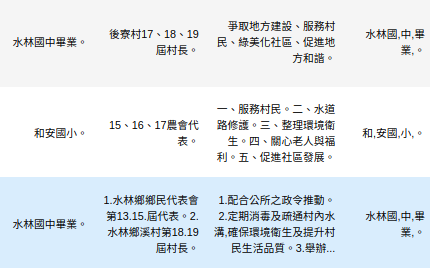 水林國中畢業。
後寮村17、18、19
屆村長。
爭取地方建設、服務村
民、綠美化社區、促進地
方和諧。
水林國,中,畢
業,。
和安國小。
15、16、17農會代
表。
一、服務村民。二、水道
路修護。三、整理環境衛
生。四、關心老人與福
利。五、促進社區發展。
和,安國,小,。
水林國中畢業。
1.水林鄉鄉民代表會
第13.15.屆代表。2.
水林鄉溪村第18.19
屆村長。
1.配合公所之政令推動。
2.定期消毒及疏通村內水
溝,確保環境衛生及提升村
民生活品質。3.舉辦...
水林國,中,畢
業,。